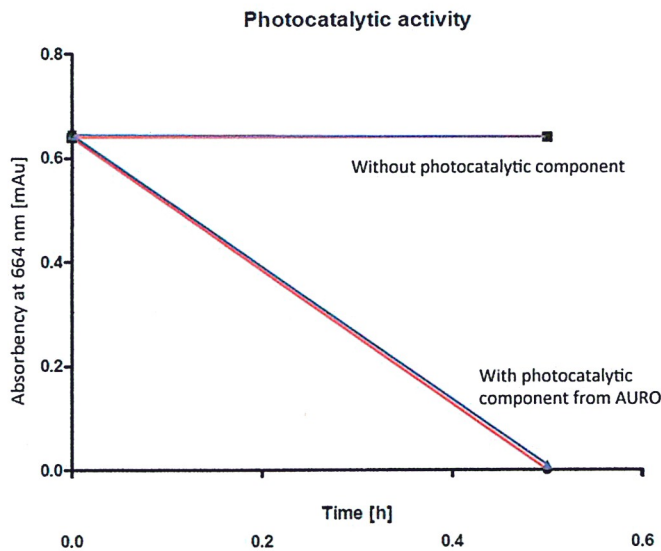 Photocatalytic activity
0.8
0.6
0.4
0.2
0.0
Absorbency at 664 nm [mAu]
Without photocatalytic component
With photocatalytic
component from AURO
Time [h]
0.0 0.2 0.4 0.6